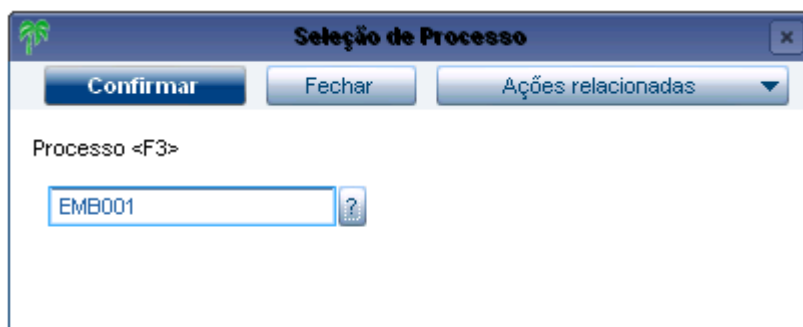 Seleção de Processo
Confirmar Fechar Ações relacionadas
Processo <F3>
EMB001 ?